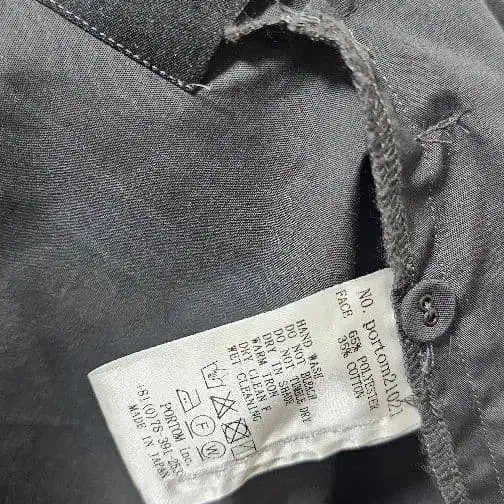 NO. portom21021
FACE 65% POLYESTER
35% COTTON
HAND WASH
DO NOT BLEACH
DO NOT TUMBLE DRY
DRY IN SHADE
WARM IRON
DRY CLEAN F
WET CLEANING
F
W
PORTOM Inc.
MADE IN JAPAN